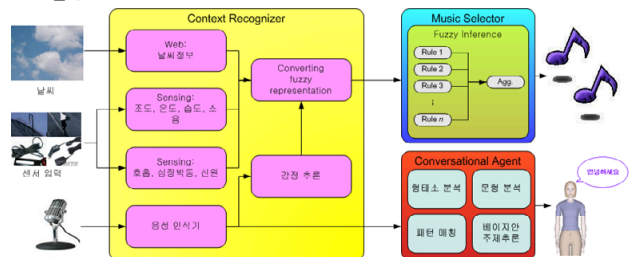 Context Recognizer
Music Selector
Web:
날씨정보
Fuzzy Inference
Rule 1
Rule 2
Rule 3
Rule n
Agg.
Converting
fuzzy
representation
날씨
Sensing:
조도, 온도, 습도, 소
음
센서 입력
Sensing:
호흡, 심장박동, 신원
감정 추론
Conversational Agent
형태소 분석
문형 분석
안녕하세요
음성 인식기
패턴 매칭
베이지안
주제추론